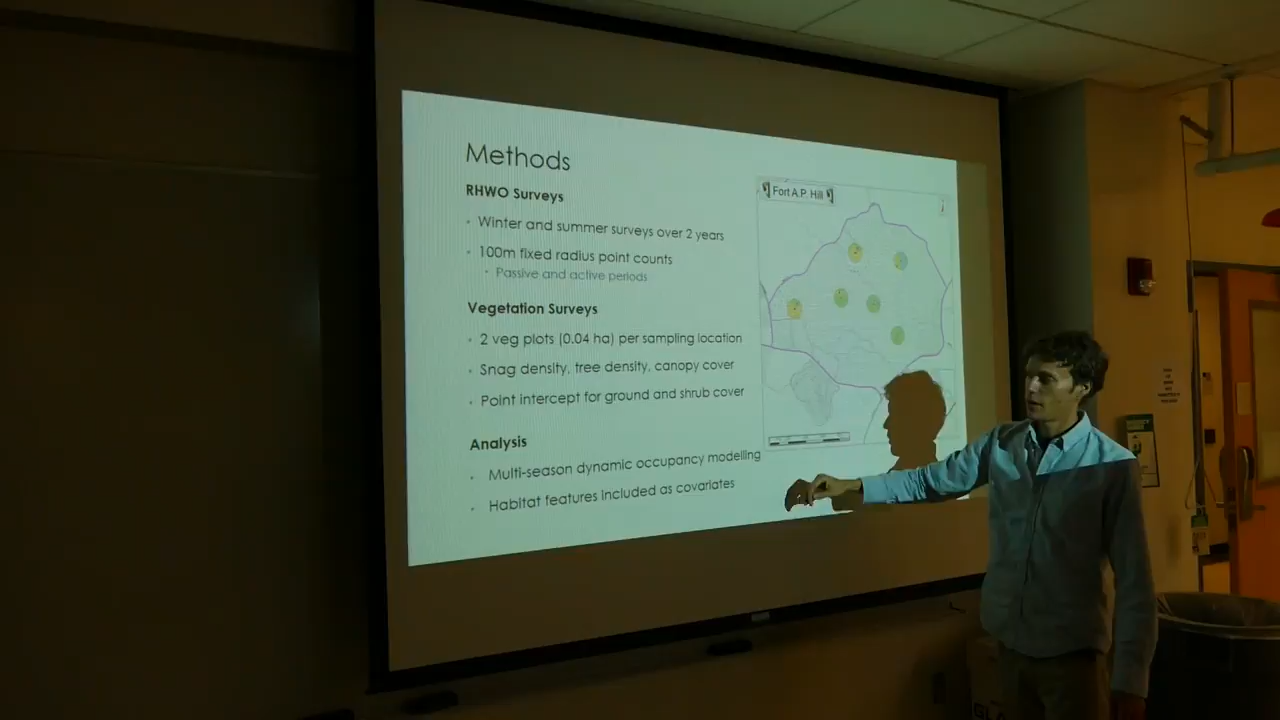 Methods
RHWO Surveys
Winter and summer surveys over 2 years
100m fixed radius point counts
Passive and active periods
Vegetation Surveys
2 veg plots (0.04 ha) per sampling location
Snag density, tree density, canopy cover
Point intercept for ground and shrub cover
Analysis
Multi-season dynamic occupancy modelling
Habitat features included as covariates
Fort A.P. Hill